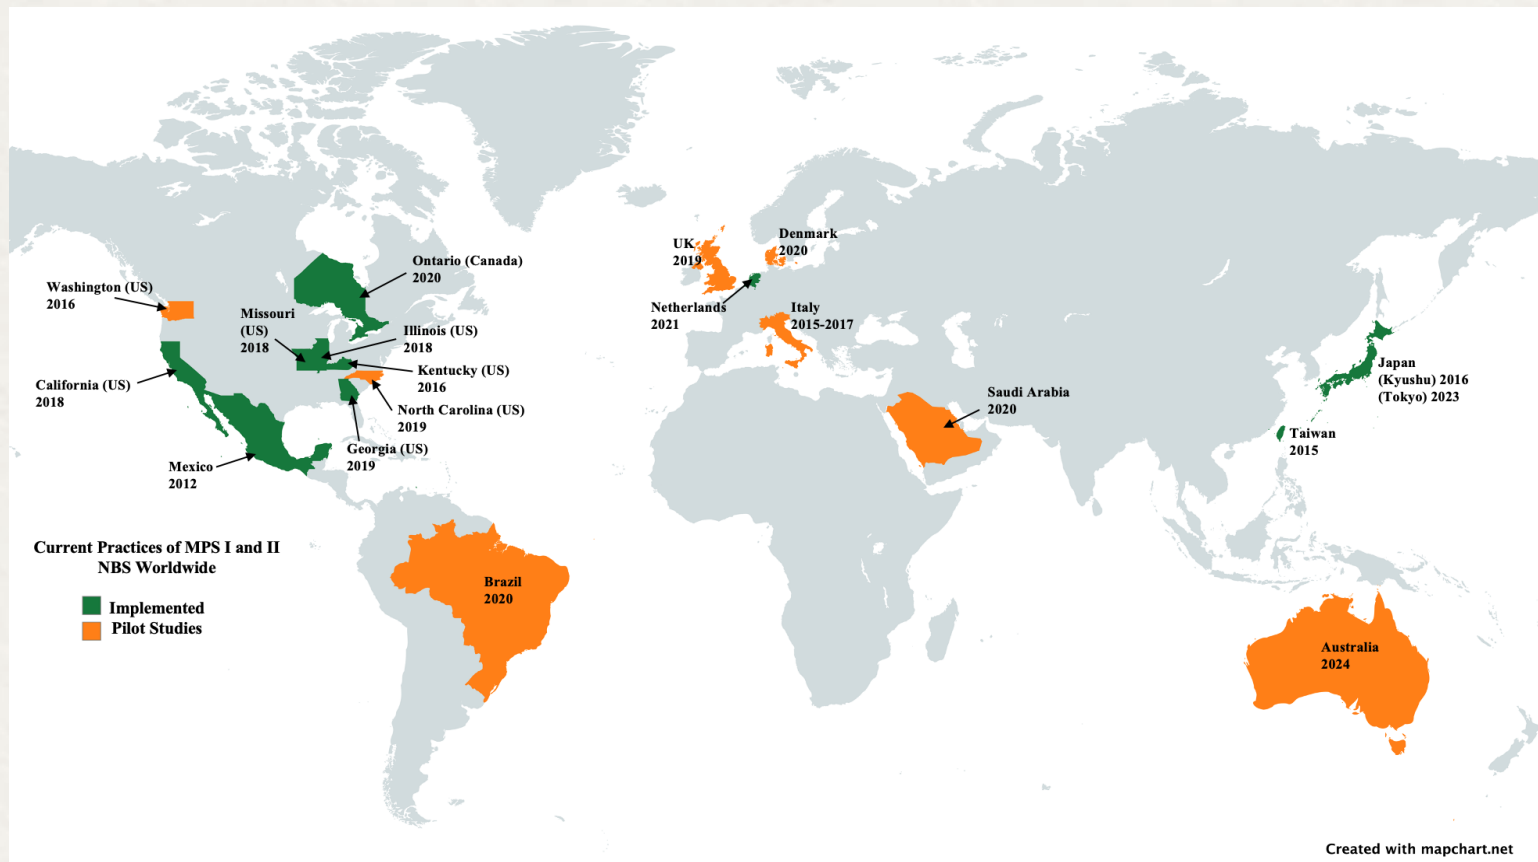 Washington (US)
2016
Missouri
(US)
2018
Ontario (Canada)
2020
Illinois (US)
2018
Kentucky (US)
2016
California (US)
2018
North Carolina (US)
2019
Georgia (US)
2019
Mexico
2012
UK
2019
Denmark
2020
Netherlands
2021
Italy
2015-2017
Saudi Arabia
2020
Japan
(Kyushu) 2016
(Tokyo) 2023
Taiwan
2015
Current Practices of MPS I and II
NBS Worldwide
Implemented
Pilot Studies
Brazil
2020
Australia
2024
Created with mapchart.net